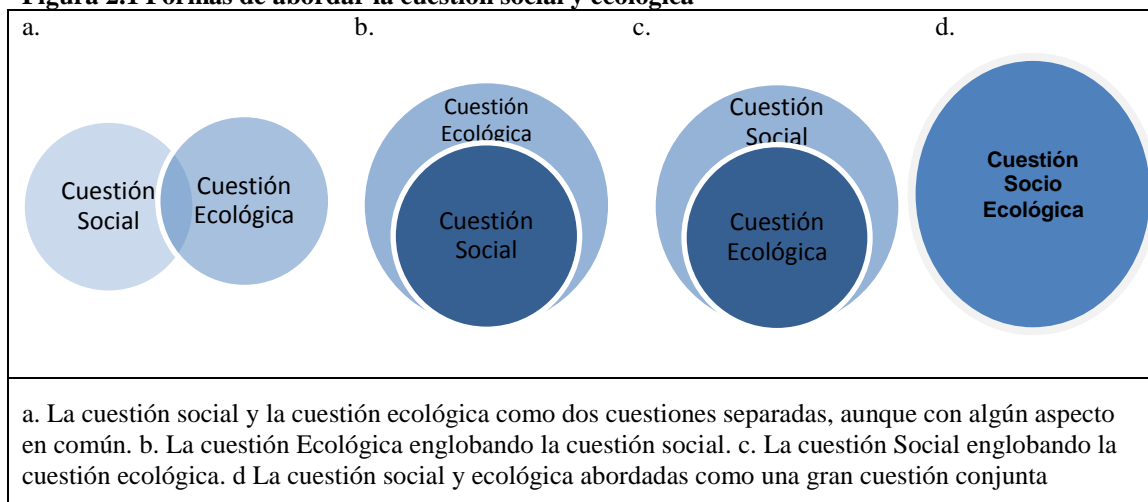 Figura 2.1 Formas de abordar la cuestión social y ecológica
a. b. c. d.
Cuestión
Social
Cuestión
Ecológica
Cuestión
Ecológica
Cuestión
Social
Cuestión
Social
Cuestión
Ecológica
Cuestión
Socio
Ecológica
a. La cuestión social y la cuestión ecológica como dos cuestiones separadas, aunque con algún aspecto
en común. b. La cuestión Ecológica englobando la cuestión social. c. La cuestión Social englobando la
cuestión ecológica. d La cuestión social y ecológica abordadas como una gran cuestión conjunta